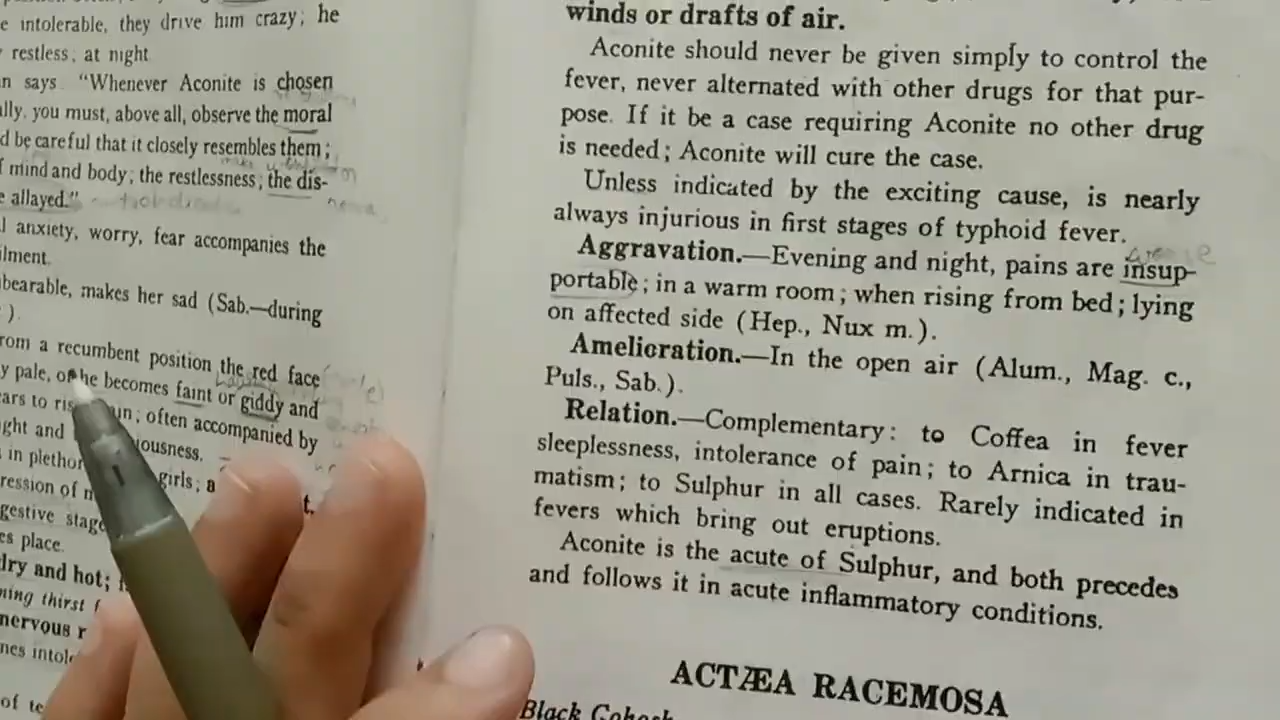 e intolerable, they drive him crazy; he
restless; at night
n says. "Whenever Aconite is chosen
ally, you must, above all, observe the moral
d be careful that it closely resembles them;
f mind and body; the restlessness; the dis-
e allayed."
l anxiety, worry, fear accompanies the
ilment.
bearable, makes her sad (Sab.—during
).
rom a recumbent position the red face
y pale, or he becomes faint or giddy and
ears to ; often accompanied by
ght and
in girls; a
t,
ression of
gestive stage
es place.
dry and hot;
ning thirst
nervous r
nes intole
of te
winds or drafts of air.
Aconite should never be given simply to control the
fever, never alternated with other drugs for that pur-
pose. If it be a case requiring Aconite no other drug
is needed; Aconite will cure the case.
Unless indicated by the exciting cause, is nearly
always injurious in first stages of typhoid fever.
worse
Aggravation.—Evening and night, pains are insup-
portable; in a warm room; when rising from bed; lying
on affected side (Hep., Nux m.).
Amelioration.—In the open air (Alum., Mag. c.,
Puls., Sab.).
Relation.—Complementary: to Coffea in fever
sleeplessness, intolerance of pain; to Arnica in trau-
matism; to Sulphur in all cases. Rarely indicated in
fevers which bring out eruptions.
Aconite is the acute of Sulphur, and both precedes
and follows it in acute inflammatory conditions.
ACTÆA RACEMOSA
Black Cohosh